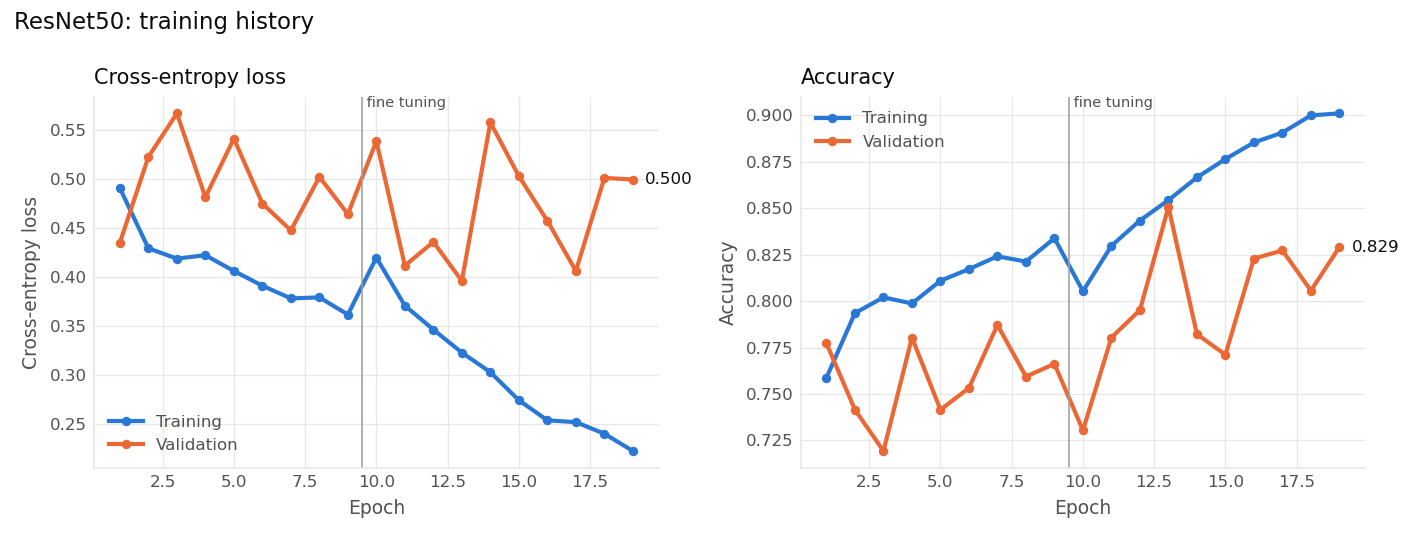 ResNet50: training history
Cross-entropy loss
fine tuning
0.55
0.50
0.45
0.40
0.35
0.30
0.25
Cross-entropy loss
0.500
Training
Validation
2.5 5.0 7.5 10.0 12.5 15.0 17.5
Epoch
Accuracy
fine tuning
Training
Validation
0.900
0.875
0.850
0.825
0.800
0.775
0.750
0.725
Accuracy
0.829
2.5 5.0 7.5 10.0 12.5 15.0 17.5
Epoch